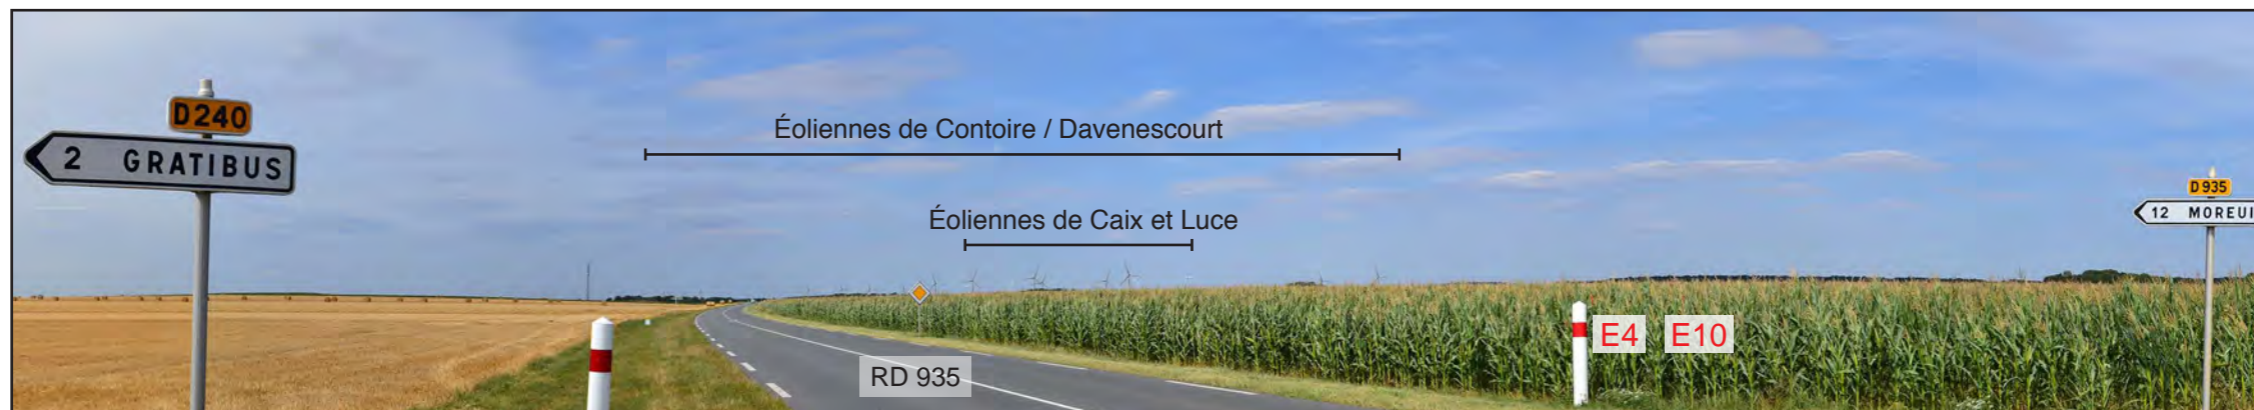 D240
2 GRATIBUS
Éoliennes de Contoire / Davenescourt
Éoliennes de Caix et Luce
D935
12 MOREUI
E4 E10
RD 935